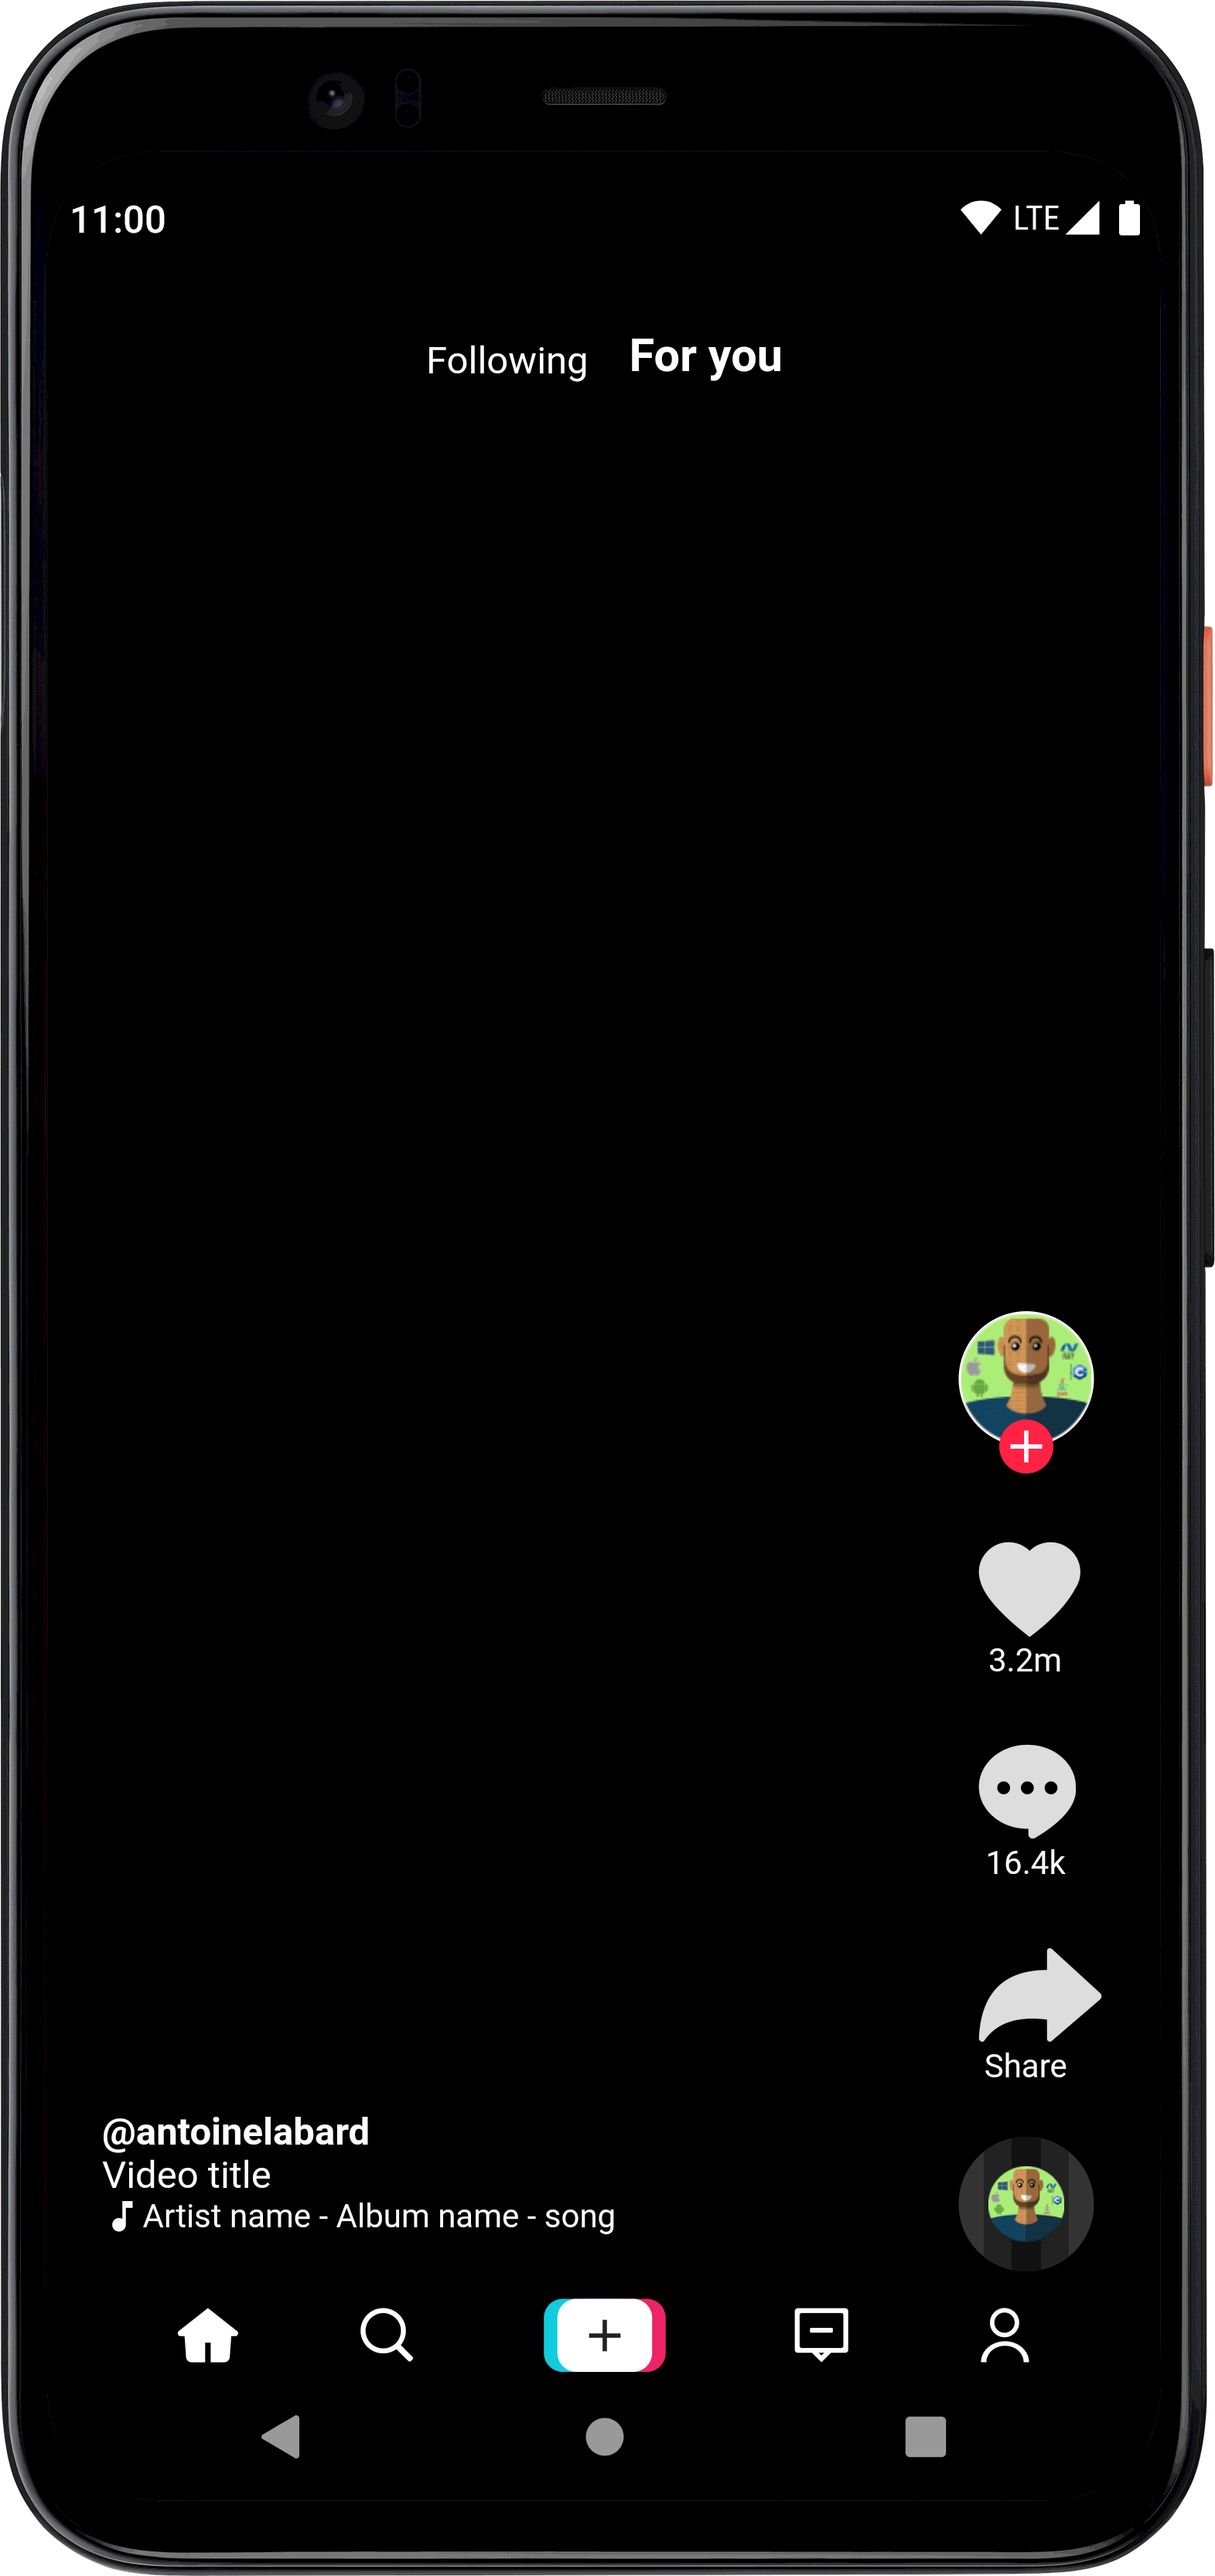 11:00
LTE
Following For you
3.2m
16.4k
Share
@antoinelabard
Video title
Artist name - Album name - song